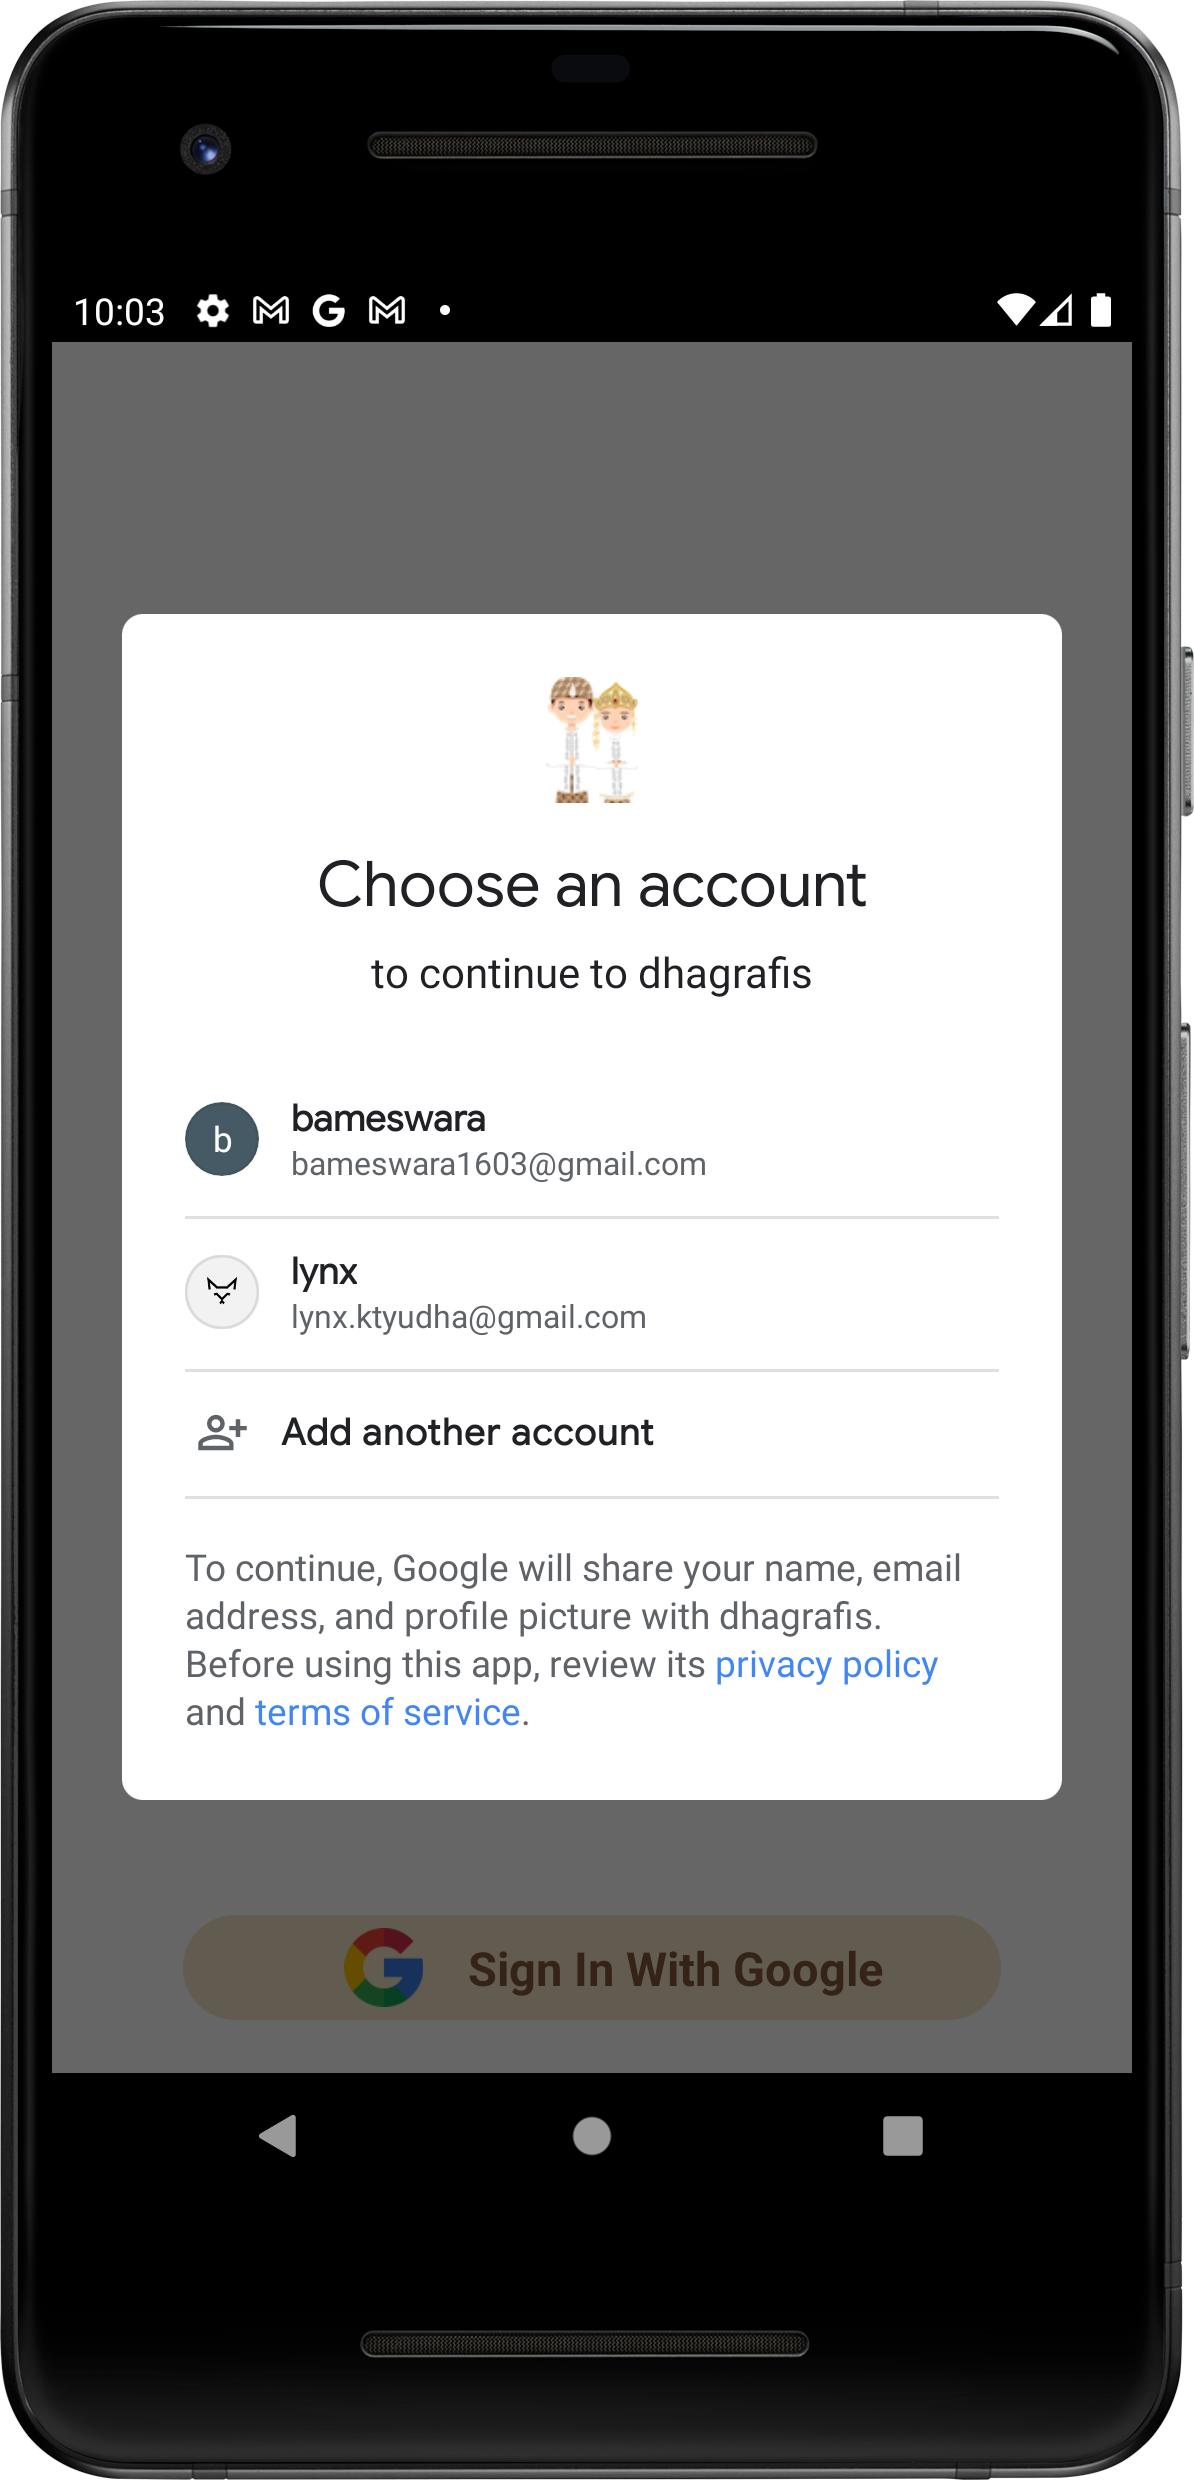 10:03
Choose an account
to continue to dhagrafis
b
bameswara
bameswara1603@gmail.com
lynx
lynx.ktyudha@gmail.com
Add another account
To continue, Google will share your name, email
address, and profile picture with dhagrafis.
Before using this app, review its privacy policy
and terms of service.
Sign In With Google